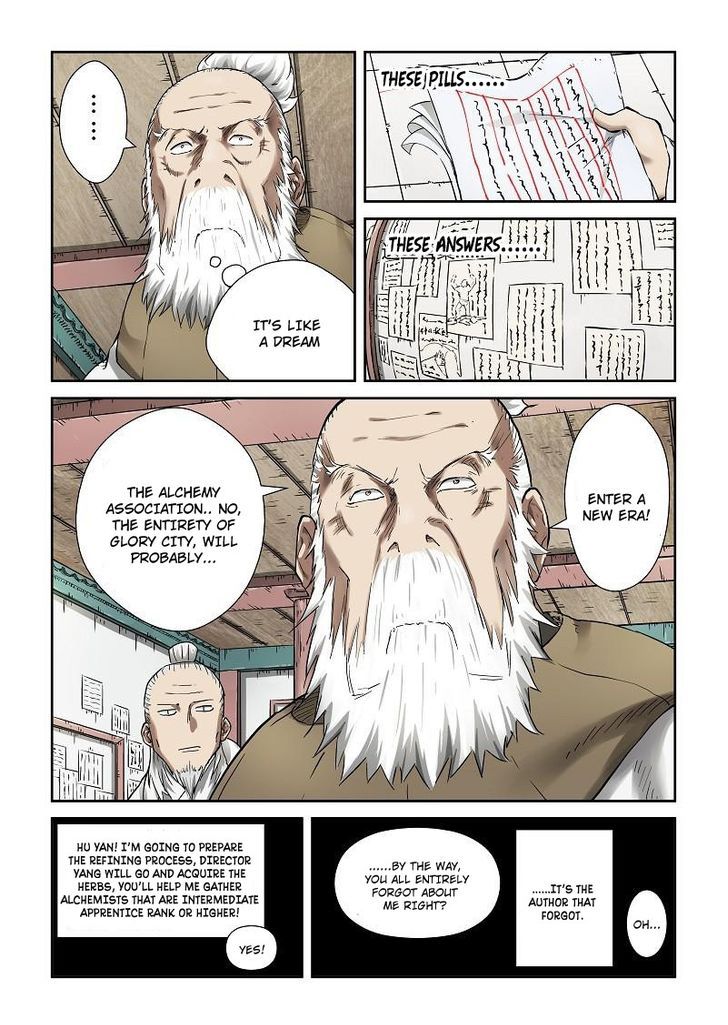 ....
IT'S LIKE
A DREAM
THESE PILLS......
THESE ANSWERS......
THE ALCHEMY
ASSOCIATION.. NO,
THE ENTIRETY OF
GLORY CITY, WILL
PROBABLY...
ENTER A
NEW ERA!
HU YAN! I'M GOING TO PREPARE
THE REFINING PROCESS, DIRECTOR
YANG WILL GO AND ACQUIRE THE
HERBS, YOU'LL HELP ME GATHER
ALCHEMISTS THAT ARE INTERMEDIATE
APPRENTICE RANK OR HIGHER!
YES!
......BY THE WAY,
YOU ALL ENTIRELY
FORGOT ABOUT
ME RIGHT?
......IT'S THE
AUTHOR THAT
FORGOT.
OH...